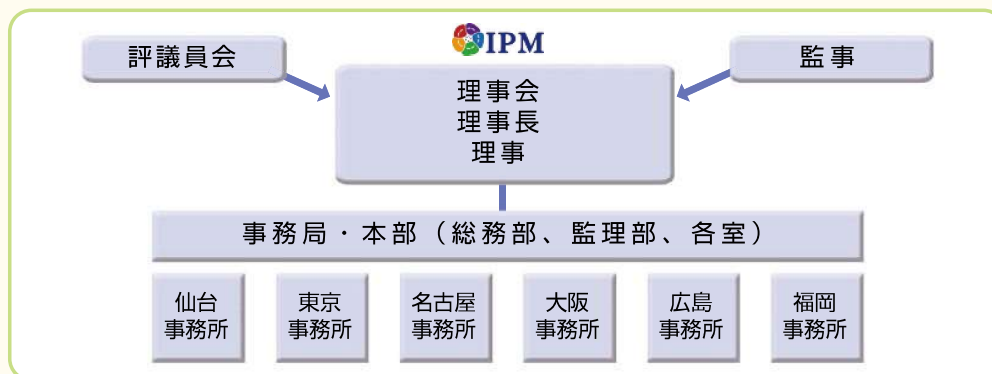 IPM
評議員会
監事
理事会
理事長
理事
事務局・本部（総務部、監理部、各室）
仙台
事務所
東京
事務所
名古屋
事務所
大阪
事務所
広島
事務所
福岡
事務所